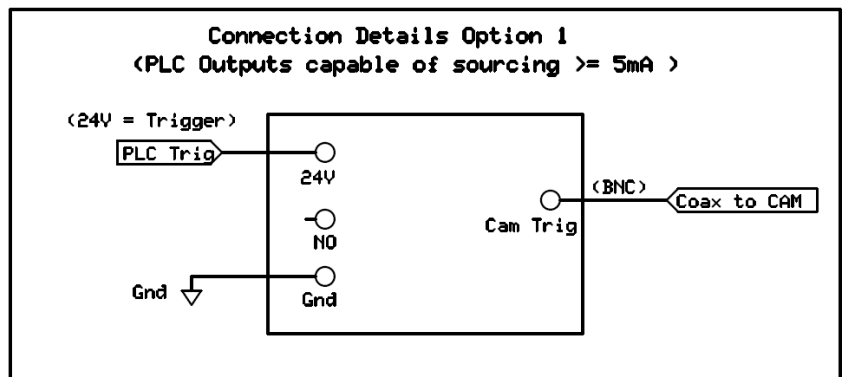 Connection Details Option 1
(PLC Outputs capable of sourcing >= 5mA )
(24V = Trigger)
PLC Trig
24V
(BNC)
Coax to CAM
Cam Trig
NO
Gnd
Gnd